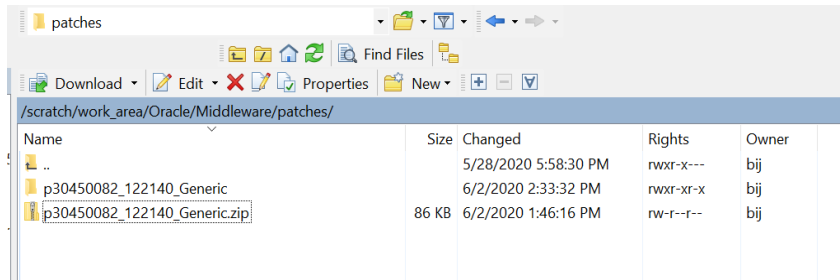 patches
Find Files
Download Edit Properties New
/scratch/work_area/Oracle/Middleware/patches/
Name Size Changed Rights Owner
.. 5/28/2020 5:58:30 PM rwxr-x--- bij
p30450082_122140_Generic 6/2/2020 2:33:32 PM rwxr-xr-x bij
p30450082_122140_Generic.zip 86 KB 6/2/2020 1:46:16 PM rw-r--r-- bij